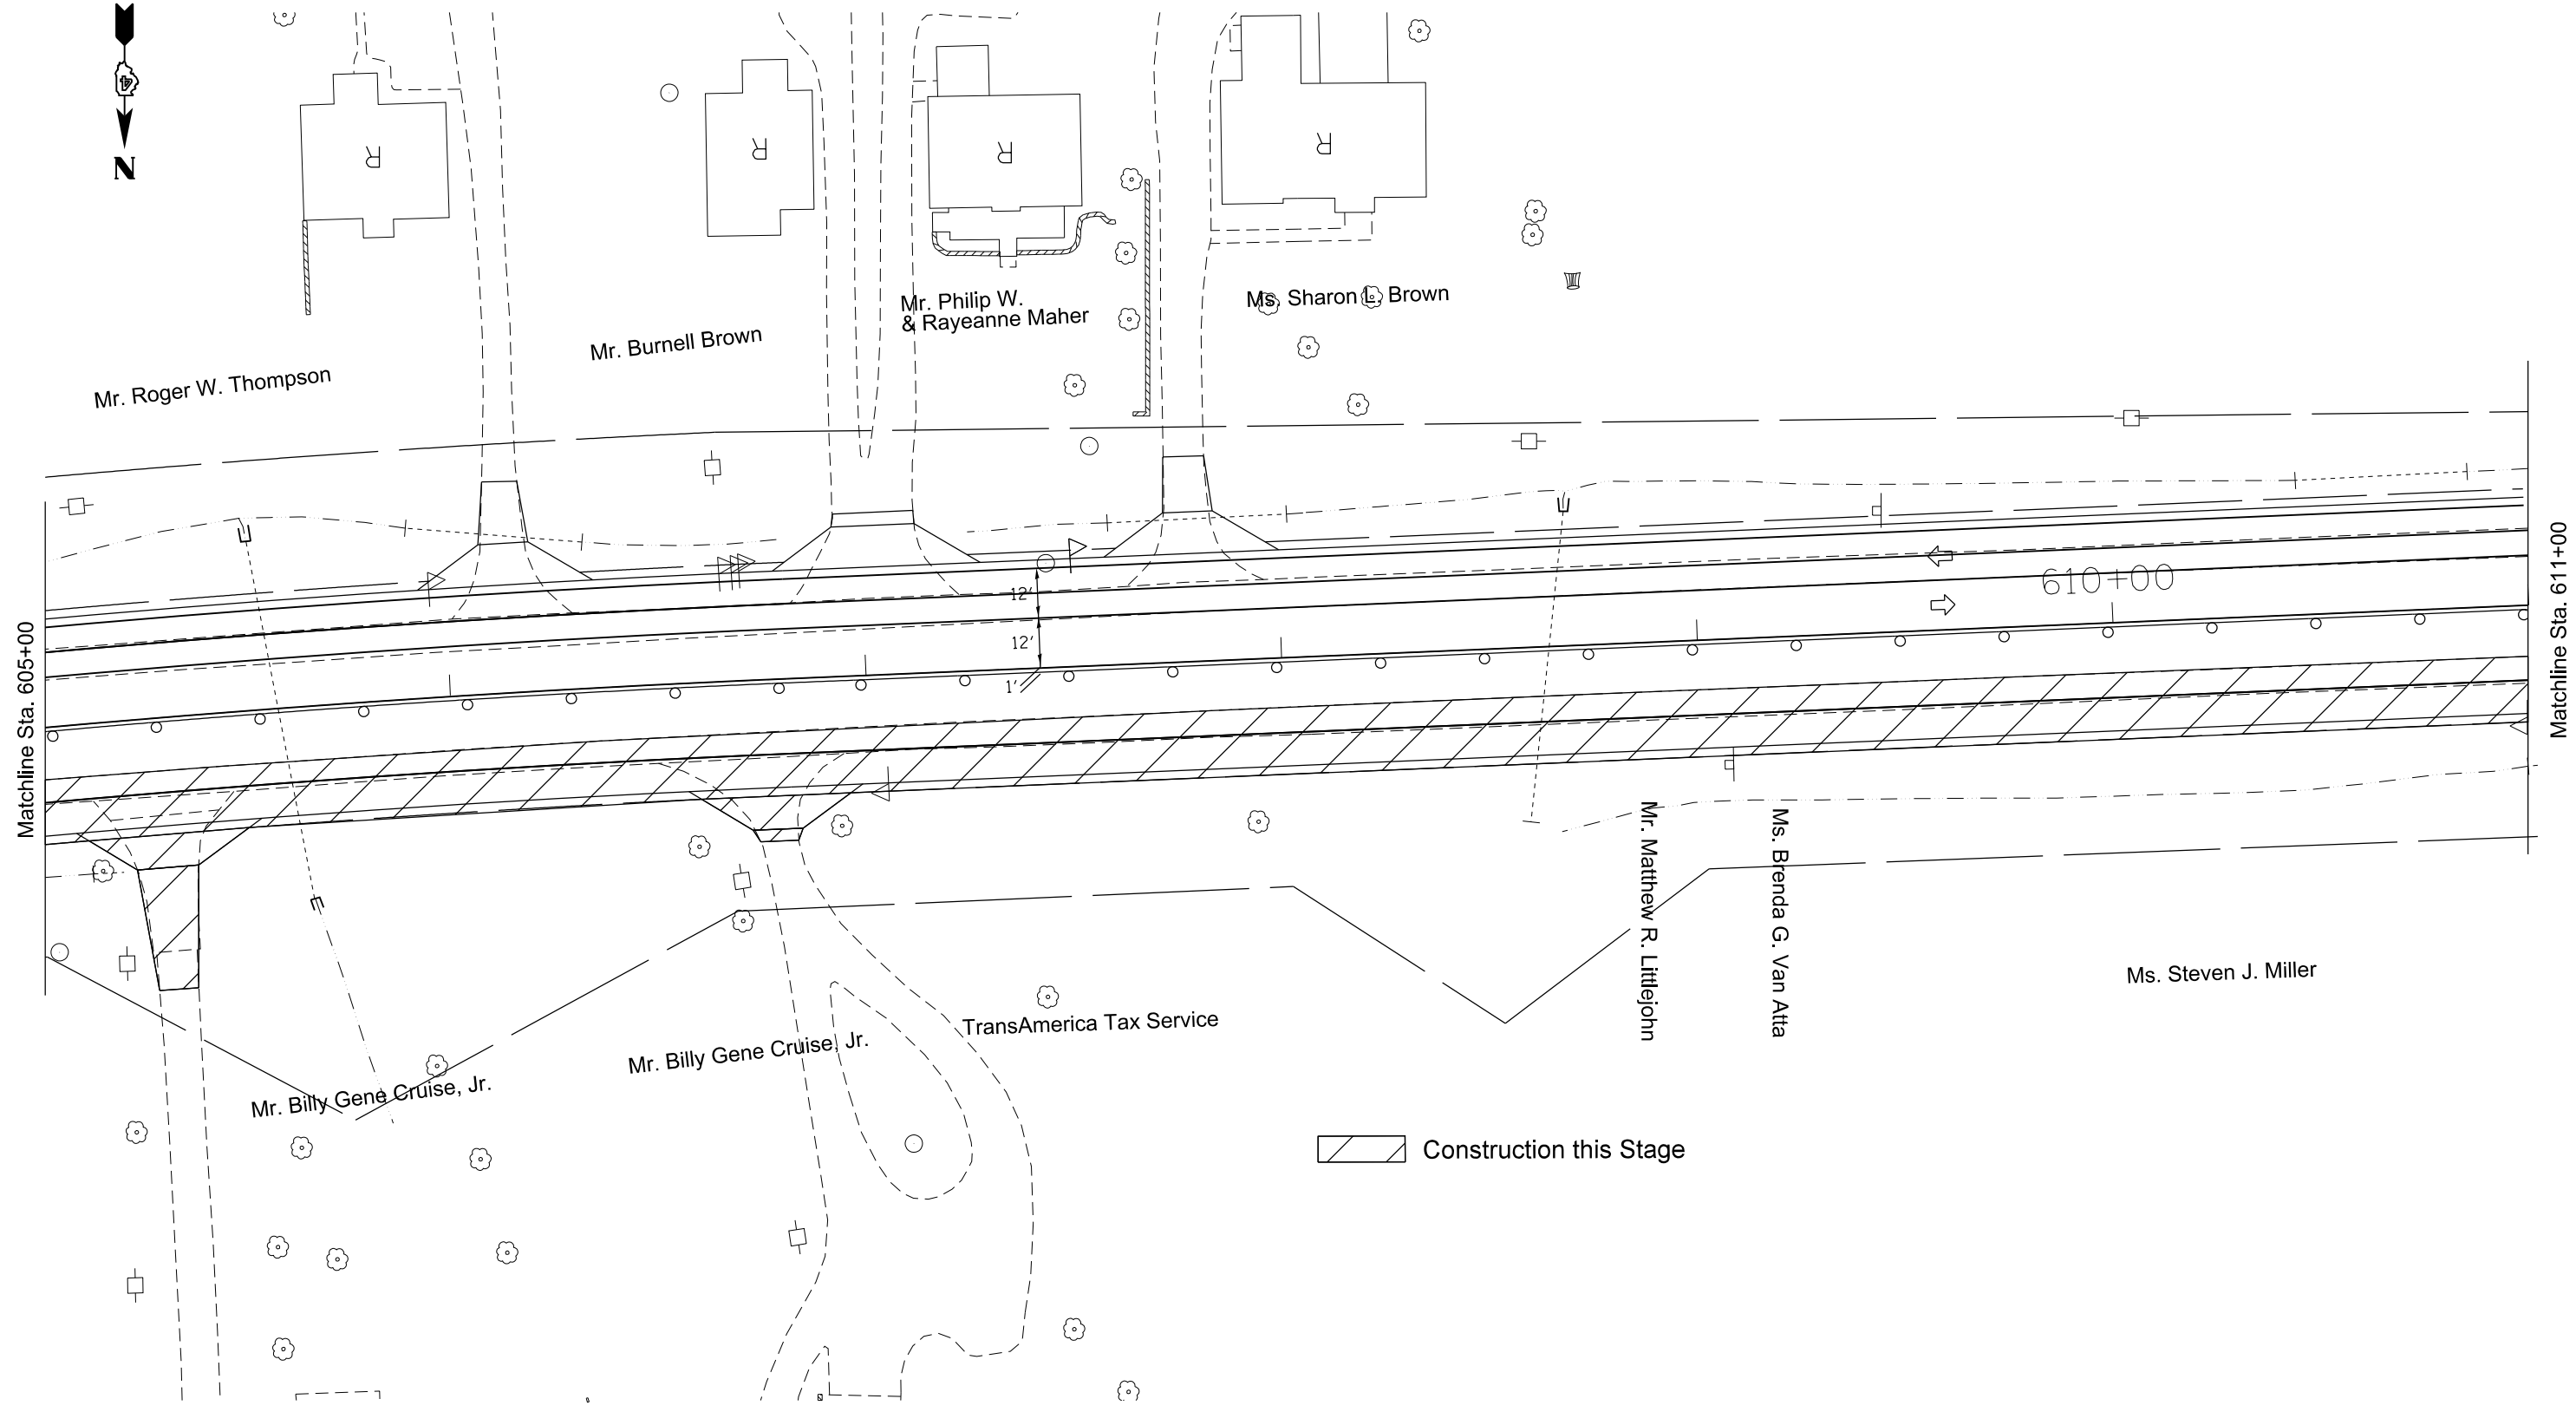 4
N
R
R
R
R
Mr. Philip W.
& Rayeanne Maher
Ms. Sharon L. Brown
Mr. Burnell Brown
Mr. Roger W. Thompson
Matchline Sta. 605+00
Matchline Sta. 611+00
12'
12'
1'
610+00
Mr. Matthew R. Littlejohn
Ms. Brenda G. Van Atta
Ms. Steven J. Miller
TransAmerica Tax Service
Mr. Billy Gene Cruise, Jr.
Mr. Billy Gene Cruise, Jr.
Construction this Stage